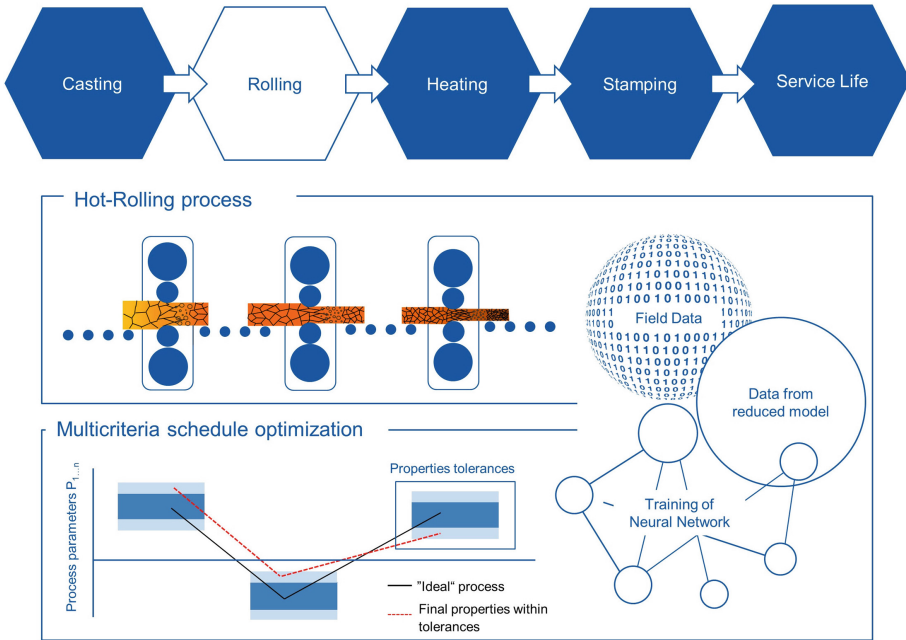 Casting
Rolling
Heating
Stamping
Service Life
Hot-Rolling process
Field Data
Data from
reduced model
Multicriteria schedule optimization
Process parameters P1...n
Properties tolerances
"Ideal“ process
Final properties within
tolerances
Training of
Neural Network